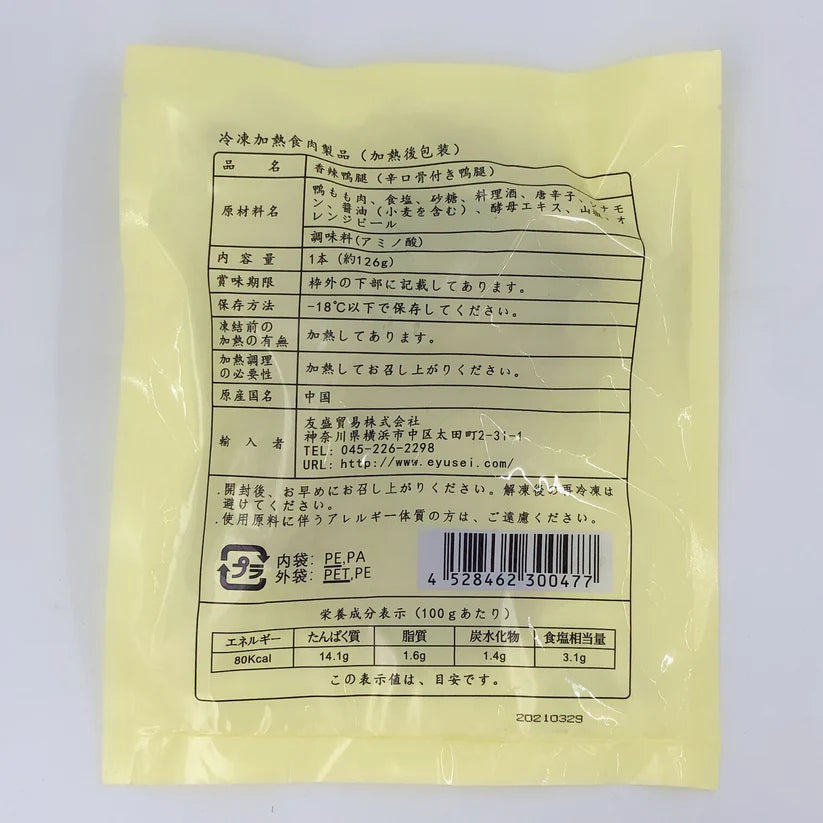 冷凍加熱食肉製品（加熱後包装）
品 名 香辣鴨腿（辛口骨付き鴨腿）
原材料名 鴨もも肉、食塩、砂糖、料理酒、唐辛子、シナモ
ン、醤油（小麦を含む）、酵母エキス、山椒、オ
レンジピール
調味料(アミノ酸)
内容量 1本（約126g）
賞味期限 枠外の下部に記載してあります。
保存方法 -18℃以下で保存してください。
凍結前の
加熱の有無 加熱してあります。
加熱調理
の必要性 加熱してお召し上がりください。
原産国名 中国
輸入者 友盛貿易株式会社
神奈川県横浜市中区太田町2-31-1
TEL: 045-226-2298
URL: http://www.eyusei.com/
.開封後、お早めにお召し上がりください。解凍後の再冷凍は
避けてください。
.使用原料に伴うアレルギー体質の方は、ご遠慮ください。
プラ 内袋: PE,PA
外袋: PET,PE
4 528462 300477
栄養成分表示（100gあたり）
エネルギー たんぱく質 脂質 炭水化物 食塩相当量
80Kcal 14.1g 1.6g 1.4g 3.1g
この表示値は、目安です。
20210329